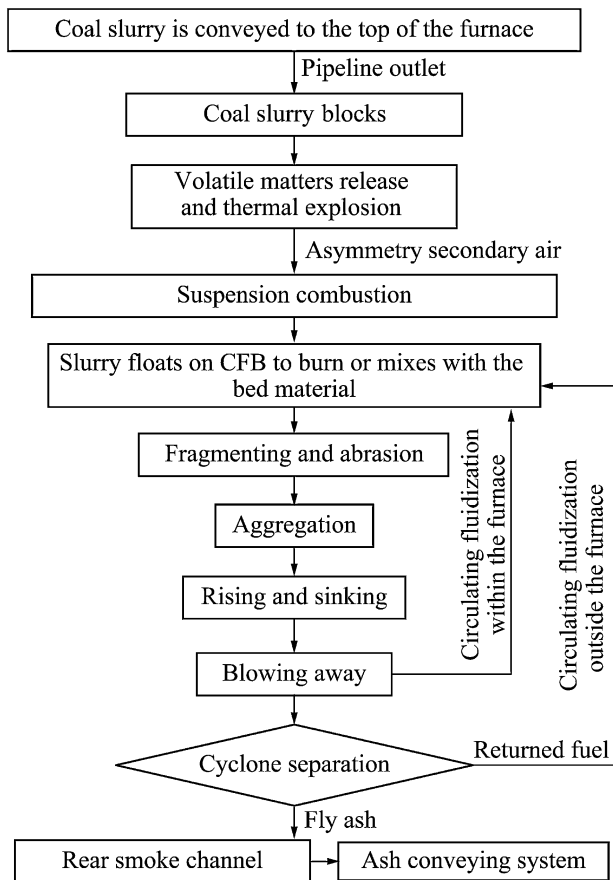 Coal slurry is conveyed to the top of the furnace
Pipeline outlet
Coal slurry blocks
Volatile matters release
and thermal explosion
Asymmetry secondary air
Suspension combustion
Slurry floats on CFB to burn or mixes with the
bed material
Fragmenting and abrasion
Aggregation
Rising and sinking
Blowing away
Circulating fluidization
within the furnace
Circulating fluidization
outside the furnace
Cyclone separation
Returned fuel
Fly ash
Rear smoke channel
Ash conveying system